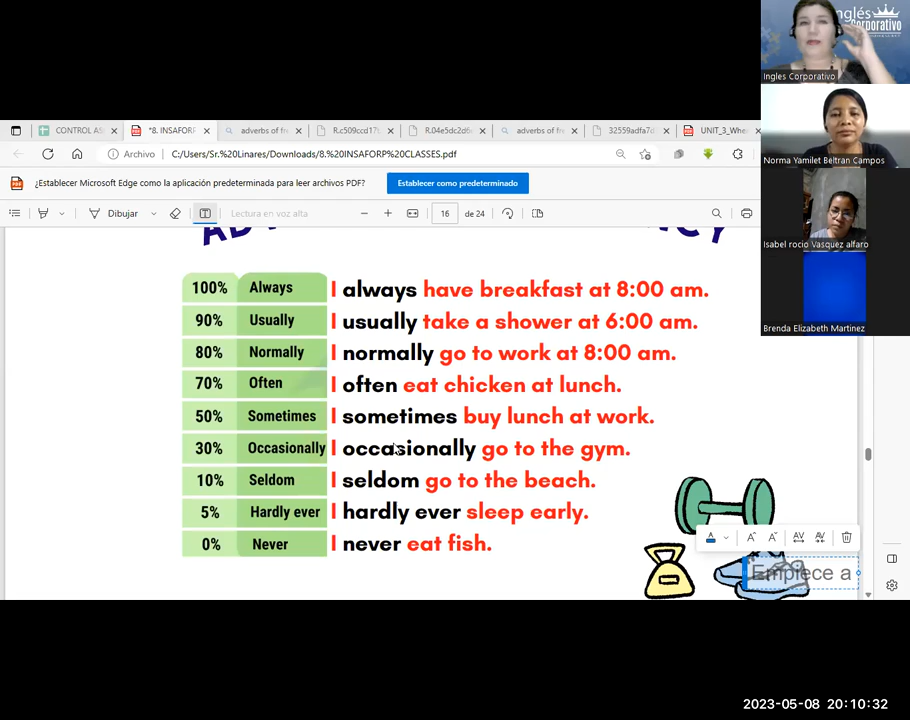 nglés
Corporativo
Ingles Corporativo
CONTROL AS
*8. INSAFORP
adverbs of fre
R.c509ccd17
R.04e5dc2d6
adverbs of fre
32559adfa7
UNIT_3_Whe
Archivo
C:/Users/Sr.%20Linares/Downloads/8.%20INSAFORP%20CLASSES.pdf
Norma Yamilet Beltran Campos
¿Establecer Microsoft Edge como la aplicación predeterminada para leer archivos PDF?
Establecer como predeterminado
Dibujar
Lectura en voz alta
16
de 24
Isabel rocio Vasquez alfaro
100% Always I always have breakfast at 8:00 am.
90% Usually I usually take a shower at 6:00 am.
Brenda Elizabeth Martinez
80% Normally I normally go to work at 8:00 am.
70% Often I often eat chicken at lunch.
50% Sometimes I sometimes buy lunch at work.
30% Occasionally I occasionally go to the gym.
10% Seldom I seldom go to the beach.
5% Hardly ever I hardly ever sleep early.
0% Never I never eat fish.
Empiece a
2023-05-08 20:10:32